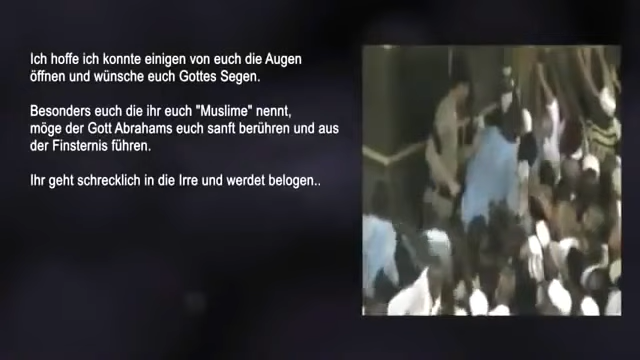 Ich hoffe ich konnte einigen von euch die Augen
öffnen und wünsche euch Gottes Segen.
Besonders euch die ihr euch "Muslime" nennt,
möge der Gott Abrahams euch sanft berühren und aus
der Finsternis führen.
Ihr geht schrecklich in die Irre und werdet belogen..